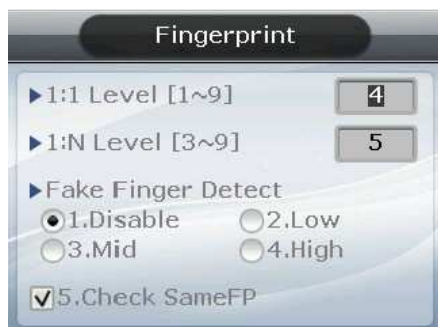 Fingerprint
1:1 Level [1~9] 4
1:N Level [3~9] 5
Fake Finger Detect
1.Disable 2.Low
3.Mid 4.High
5.Check SameFP